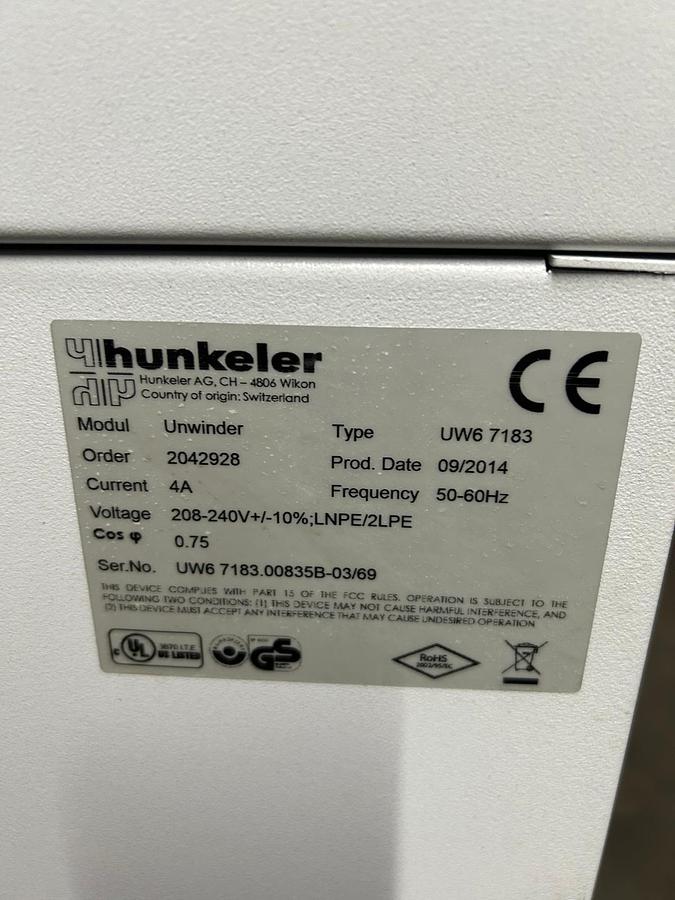 hunkeler
Hunkeler AG, CH – 4806 Wikon
Country of origin: Switzerland
CE
Modul Unwinder Type UW6 7183
Order 2042928 Prod. Date 09/2014
Current 4A Frequency 50-60Hz
Voltage 208-240V+/-10%;LNPE/2LPE
Cos φ 0.75
Ser.No. UW6 7183.00835B-03/69
THIS DEVICE COMPLIES WITH PART 15 OF THE FCC RULES. OPERATION IS SUBJECT TO THE
FOLLOWING TWO CONDITIONS: (1) THIS DEVICE MAY NOT CAUSE HARMFUL INTERFERENCE, AND
(2) THIS DEVICE MUST ACCEPT ANY INTERFERENCE THAT MAY CAUSE UNDESIRED OPERATION
c UL US LISTED
GS
RoHS
2002/95/EC